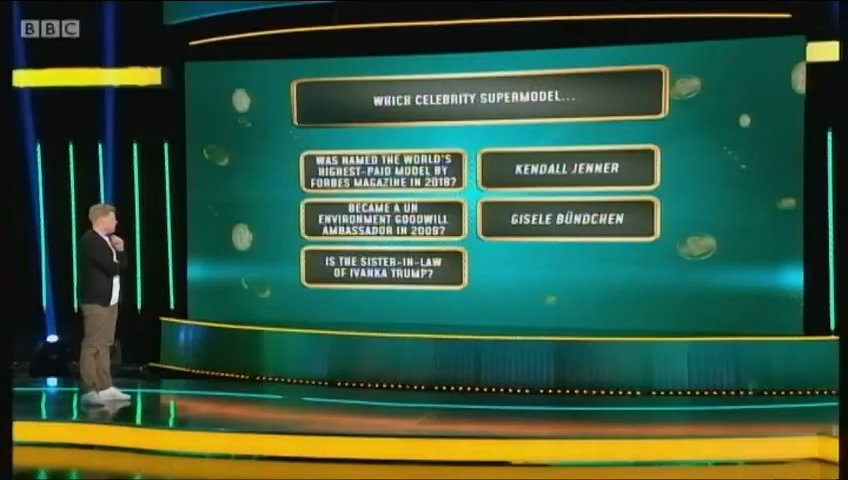 BBC
WHICH CELEBRITY SUPERMODEL...
WAS NAMED THE WORLD'S
HIGHEST-PAID MODEL BY
FORBES MAGAZINE IN 2018?
KENDALL JENNER
BECAME A UN
ENVIRONMENT GOODWILL
AMBASSADOR IN 2009?
GISELE BÜNDCHEN
IS THE SISTER-IN-LAW
OF IVANKA TRUMP?